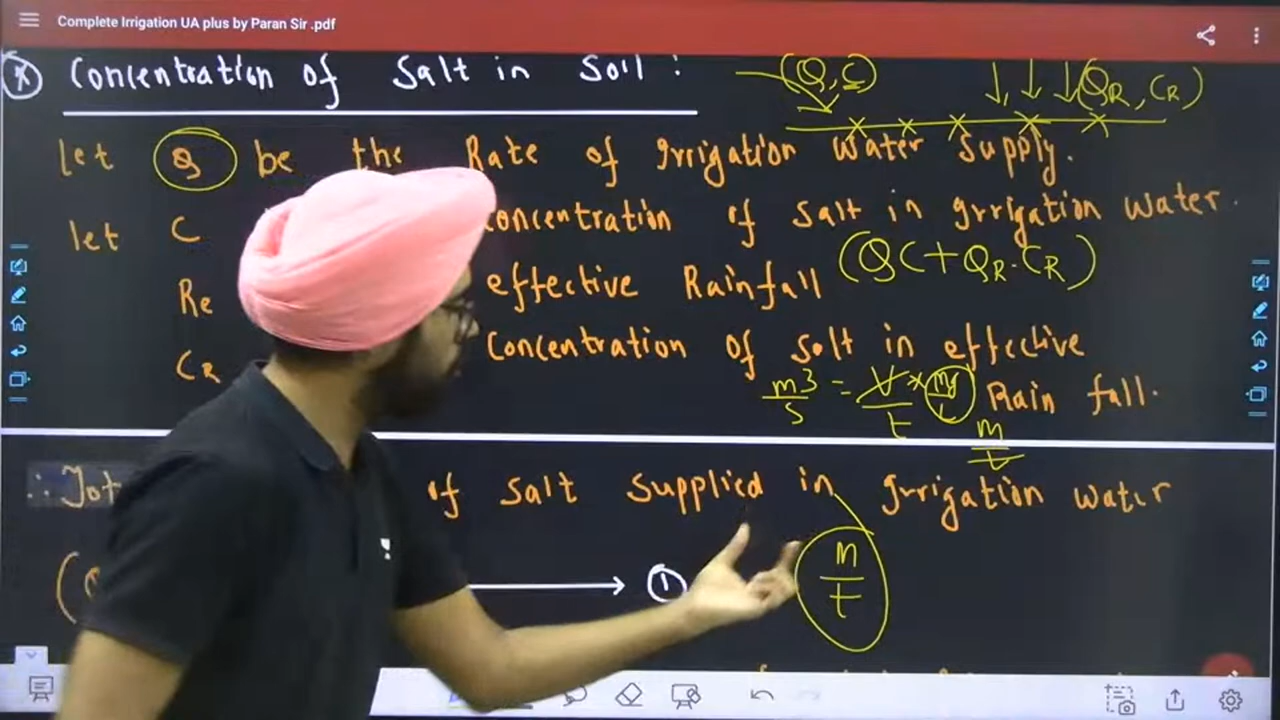 Complete Irrigation UA plus by Paran Sir .pdf
Concentration of Salt in Soil :
(Q, C)
(QR, CR)
let Q be the Rate of Irrigation Water Supply.
let C concentration of salt in Irrigation water.
(QC + QR.CR)
Re effective Rainfall
CR Concentration of salt in effective
Rain fall.
m3/s = V/t ×
m/t
of salt supplied in Irrigation water
1
m/t